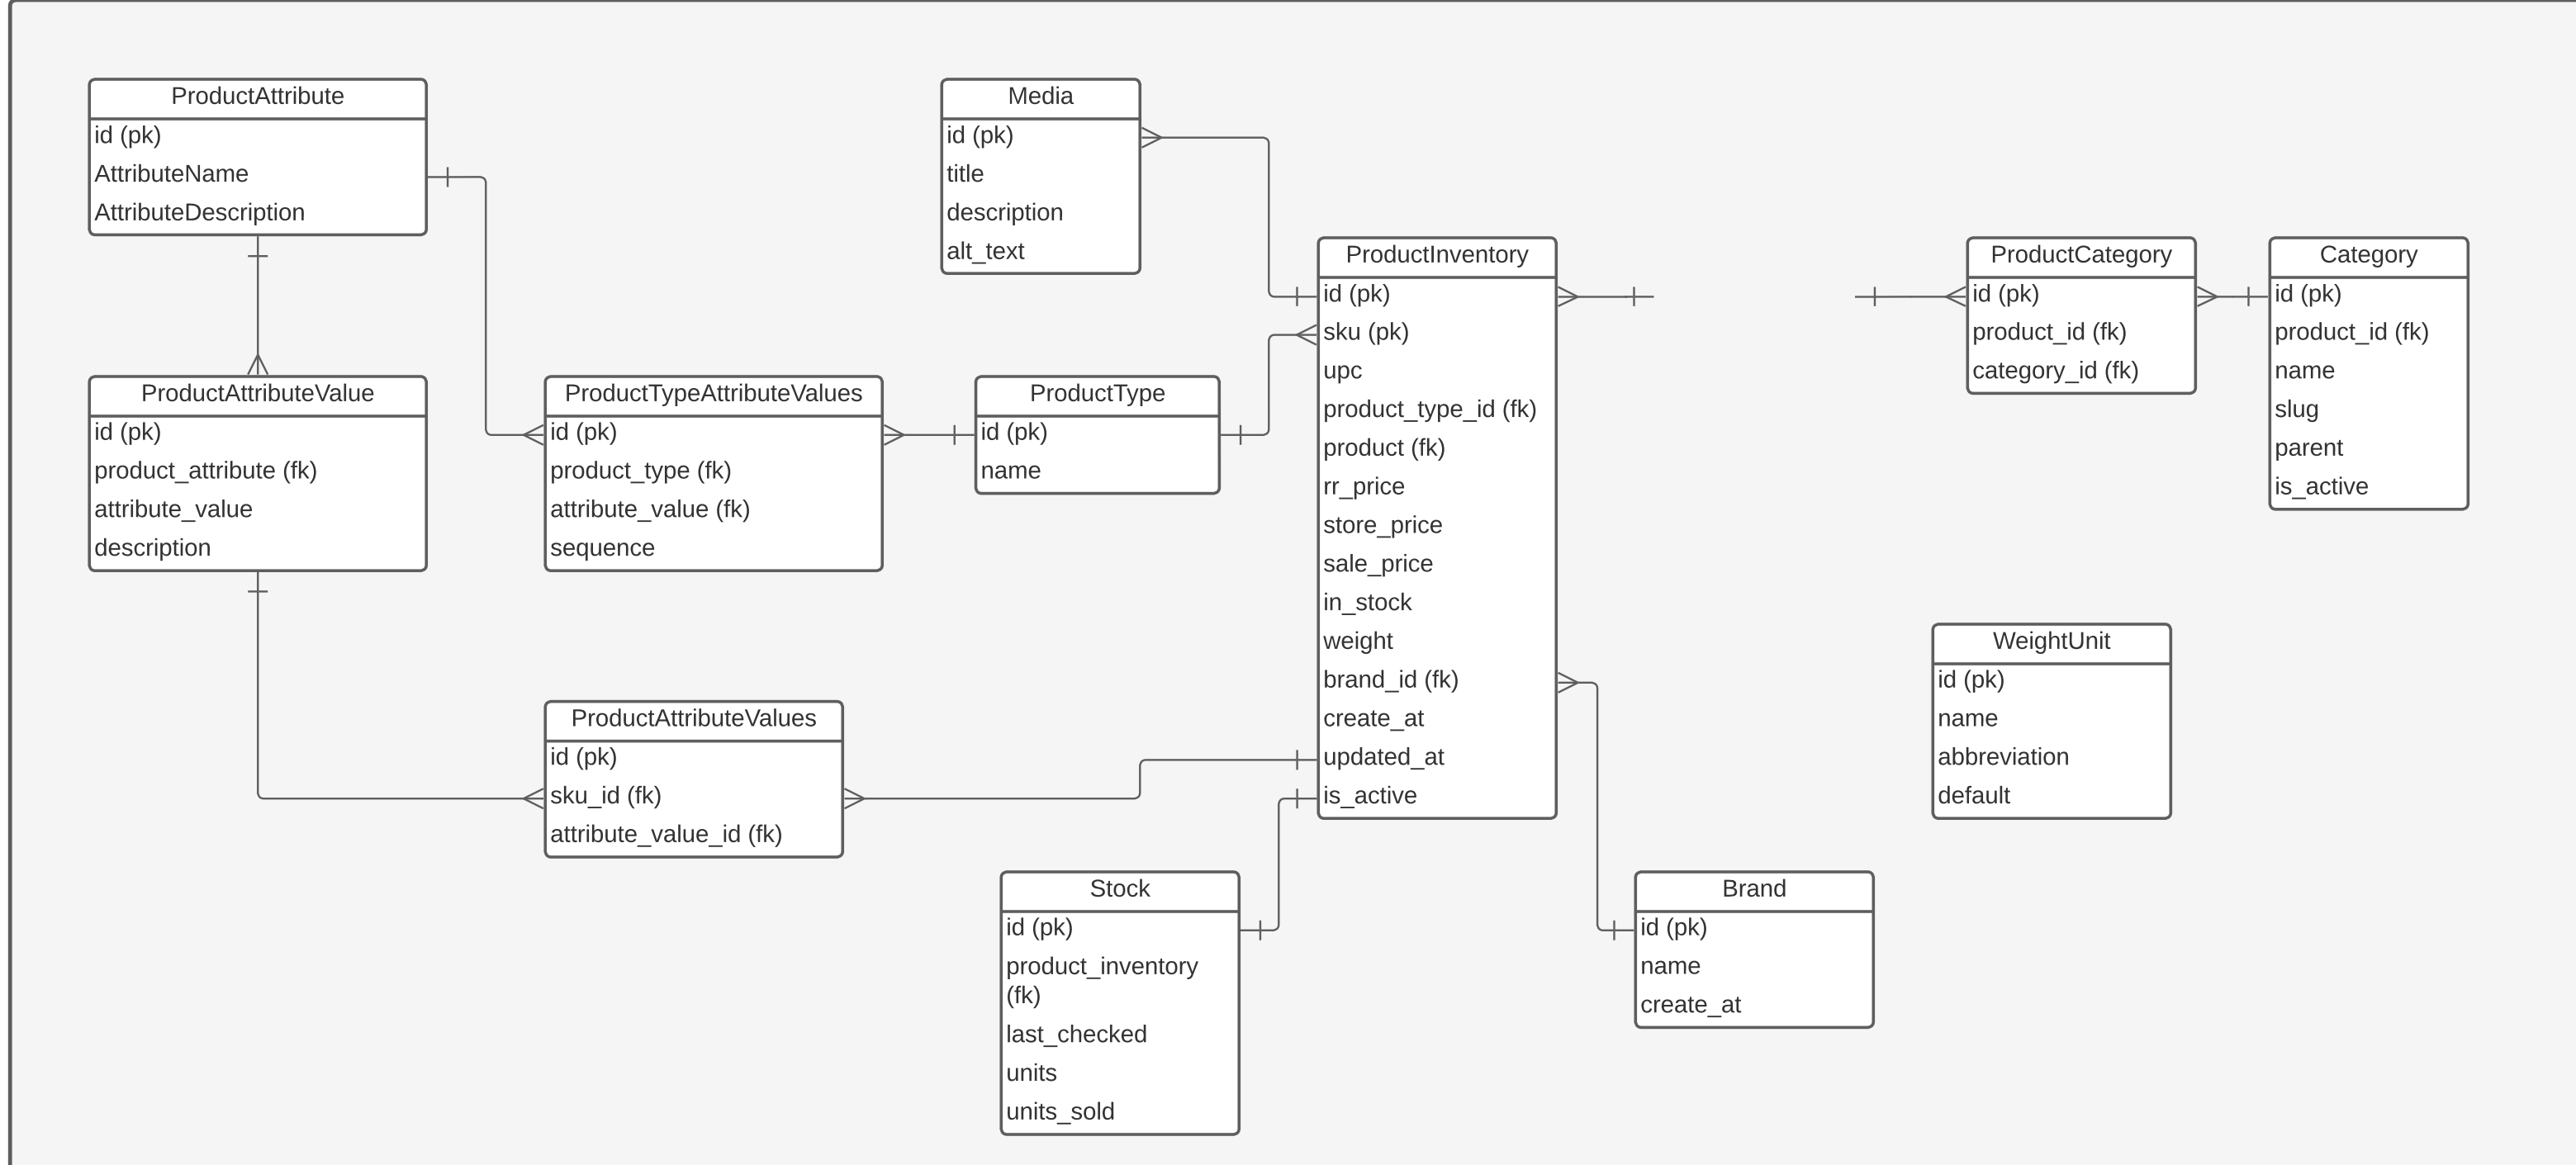 ProductAttribute
id (pk)
AttributeName
AttributeDescription
Media
id (pk)
title
description
alt_text
ProductInventory
id (pk)
sku (pk)
upc
product_type_id (fk)
product (fk)
rr_price
store_price
sale_price
in_stock
weight
brand_id (fk)
create_at
updated_at
is_active
ProductCategory
id (pk)
product_id (fk)
category_id (fk)
Category
id (pk)
product_id (fk)
name
slug
parent
is_active
ProductAttributeValue
id (pk)
product_attribute (fk)
attribute_value
description
ProductTypeAttributeValues
id (pk)
product_type (fk)
attribute_value (fk)
sequence
ProductType
id (pk)
name
WeightUnit
id (pk)
name
abbreviation
default
ProductAttributeValues
id (pk)
sku_id (fk)
attribute_value_id (fk)
Stock
id (pk)
product_inventory
(fk)
last_checked
units
units_sold
Brand
id (pk)
name
create_at